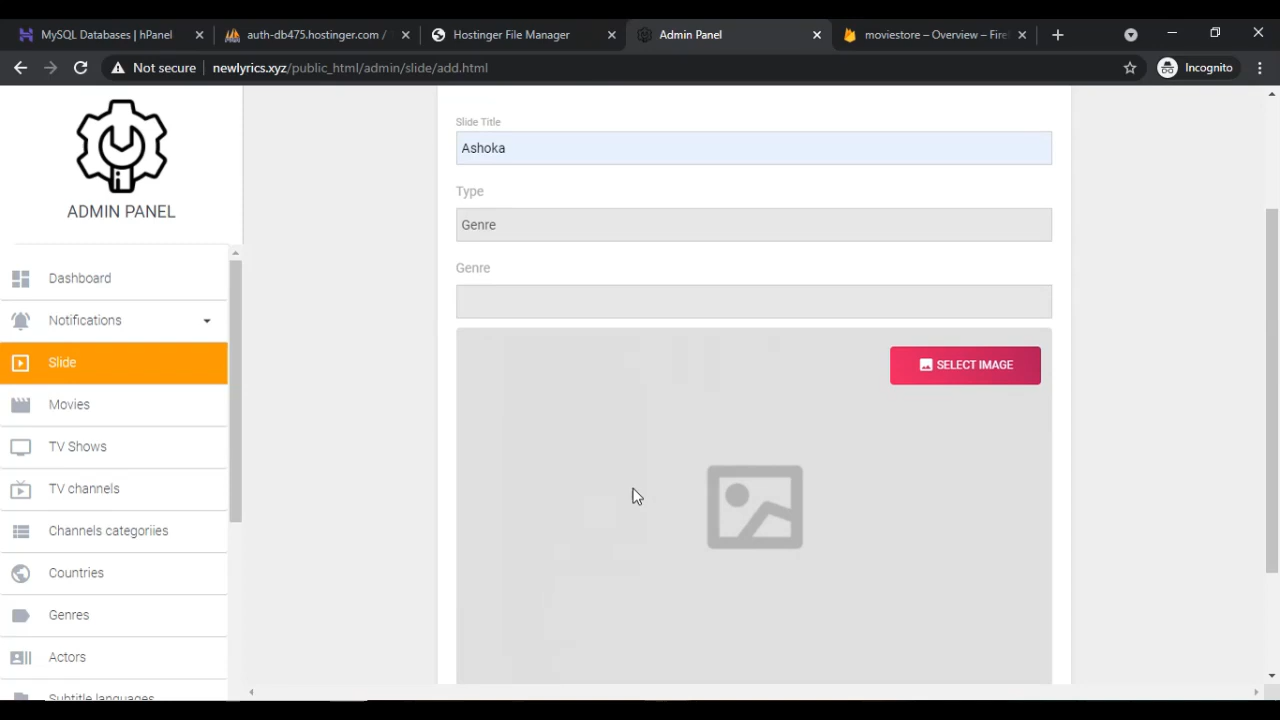 MySQL Databases | hPanel
auth-db475.hostinger.com /
Hostinger File Manager
Admin Panel
moviestore – Overview – Fire
Not secure
newlyrics.xyz/public_html/admin/slide/add.html
Incognito
ADMIN PANEL
Dashboard
Notifications
Slide
Movies
TV Shows
TV channels
Channels categoriies
Countries
Genres
Actors
Subtitle languages
Slide Title
Ashoka
Type
Genre
Genre
SELECT IMAGE